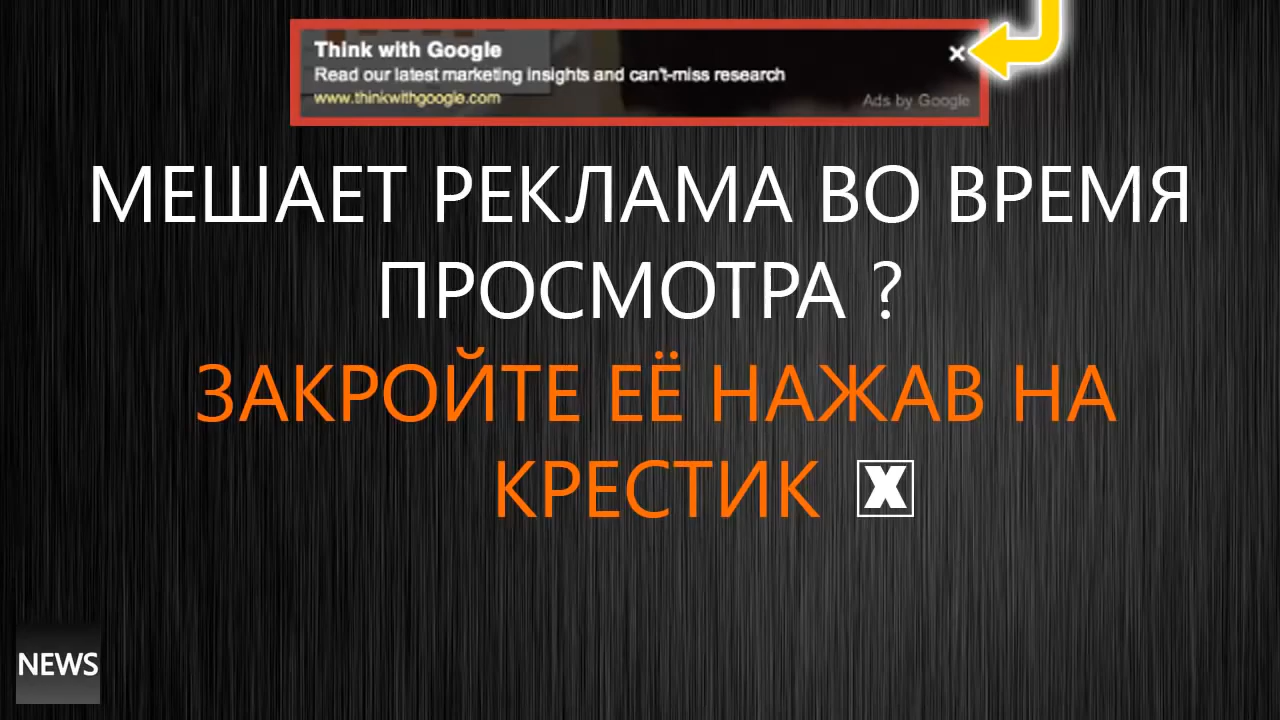 Think with Google
Read our latest marketing insights and can't-miss research
www.thinkwithgoogle.com
Ads by Google
МЕШАЕТ РЕКЛАМА ВО ВРЕМЯ
ПРОСМОТРА ?
ЗАКРОЙТЕ ЕЁ НАЖАВ НА
КРЕСТИК X
NEWS